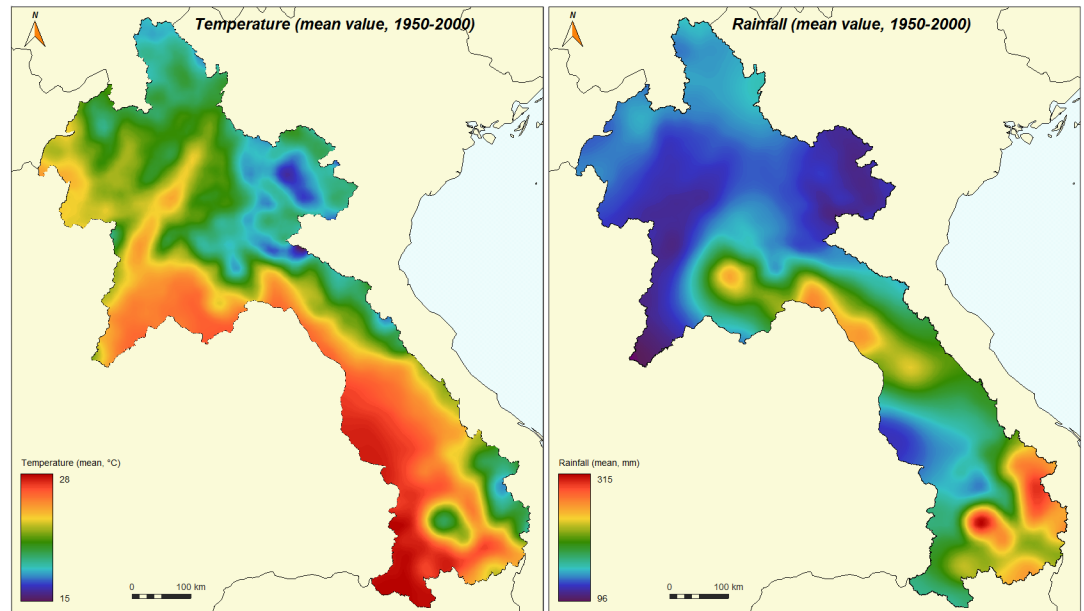 N
Temperature (mean value, 1950-2000)
Temperature (mean, °C)
28
15
0 100 km
N
Rainfall (mean value, 1950-2000)
Rainfall (mean, mm)
315
96
0 100 km